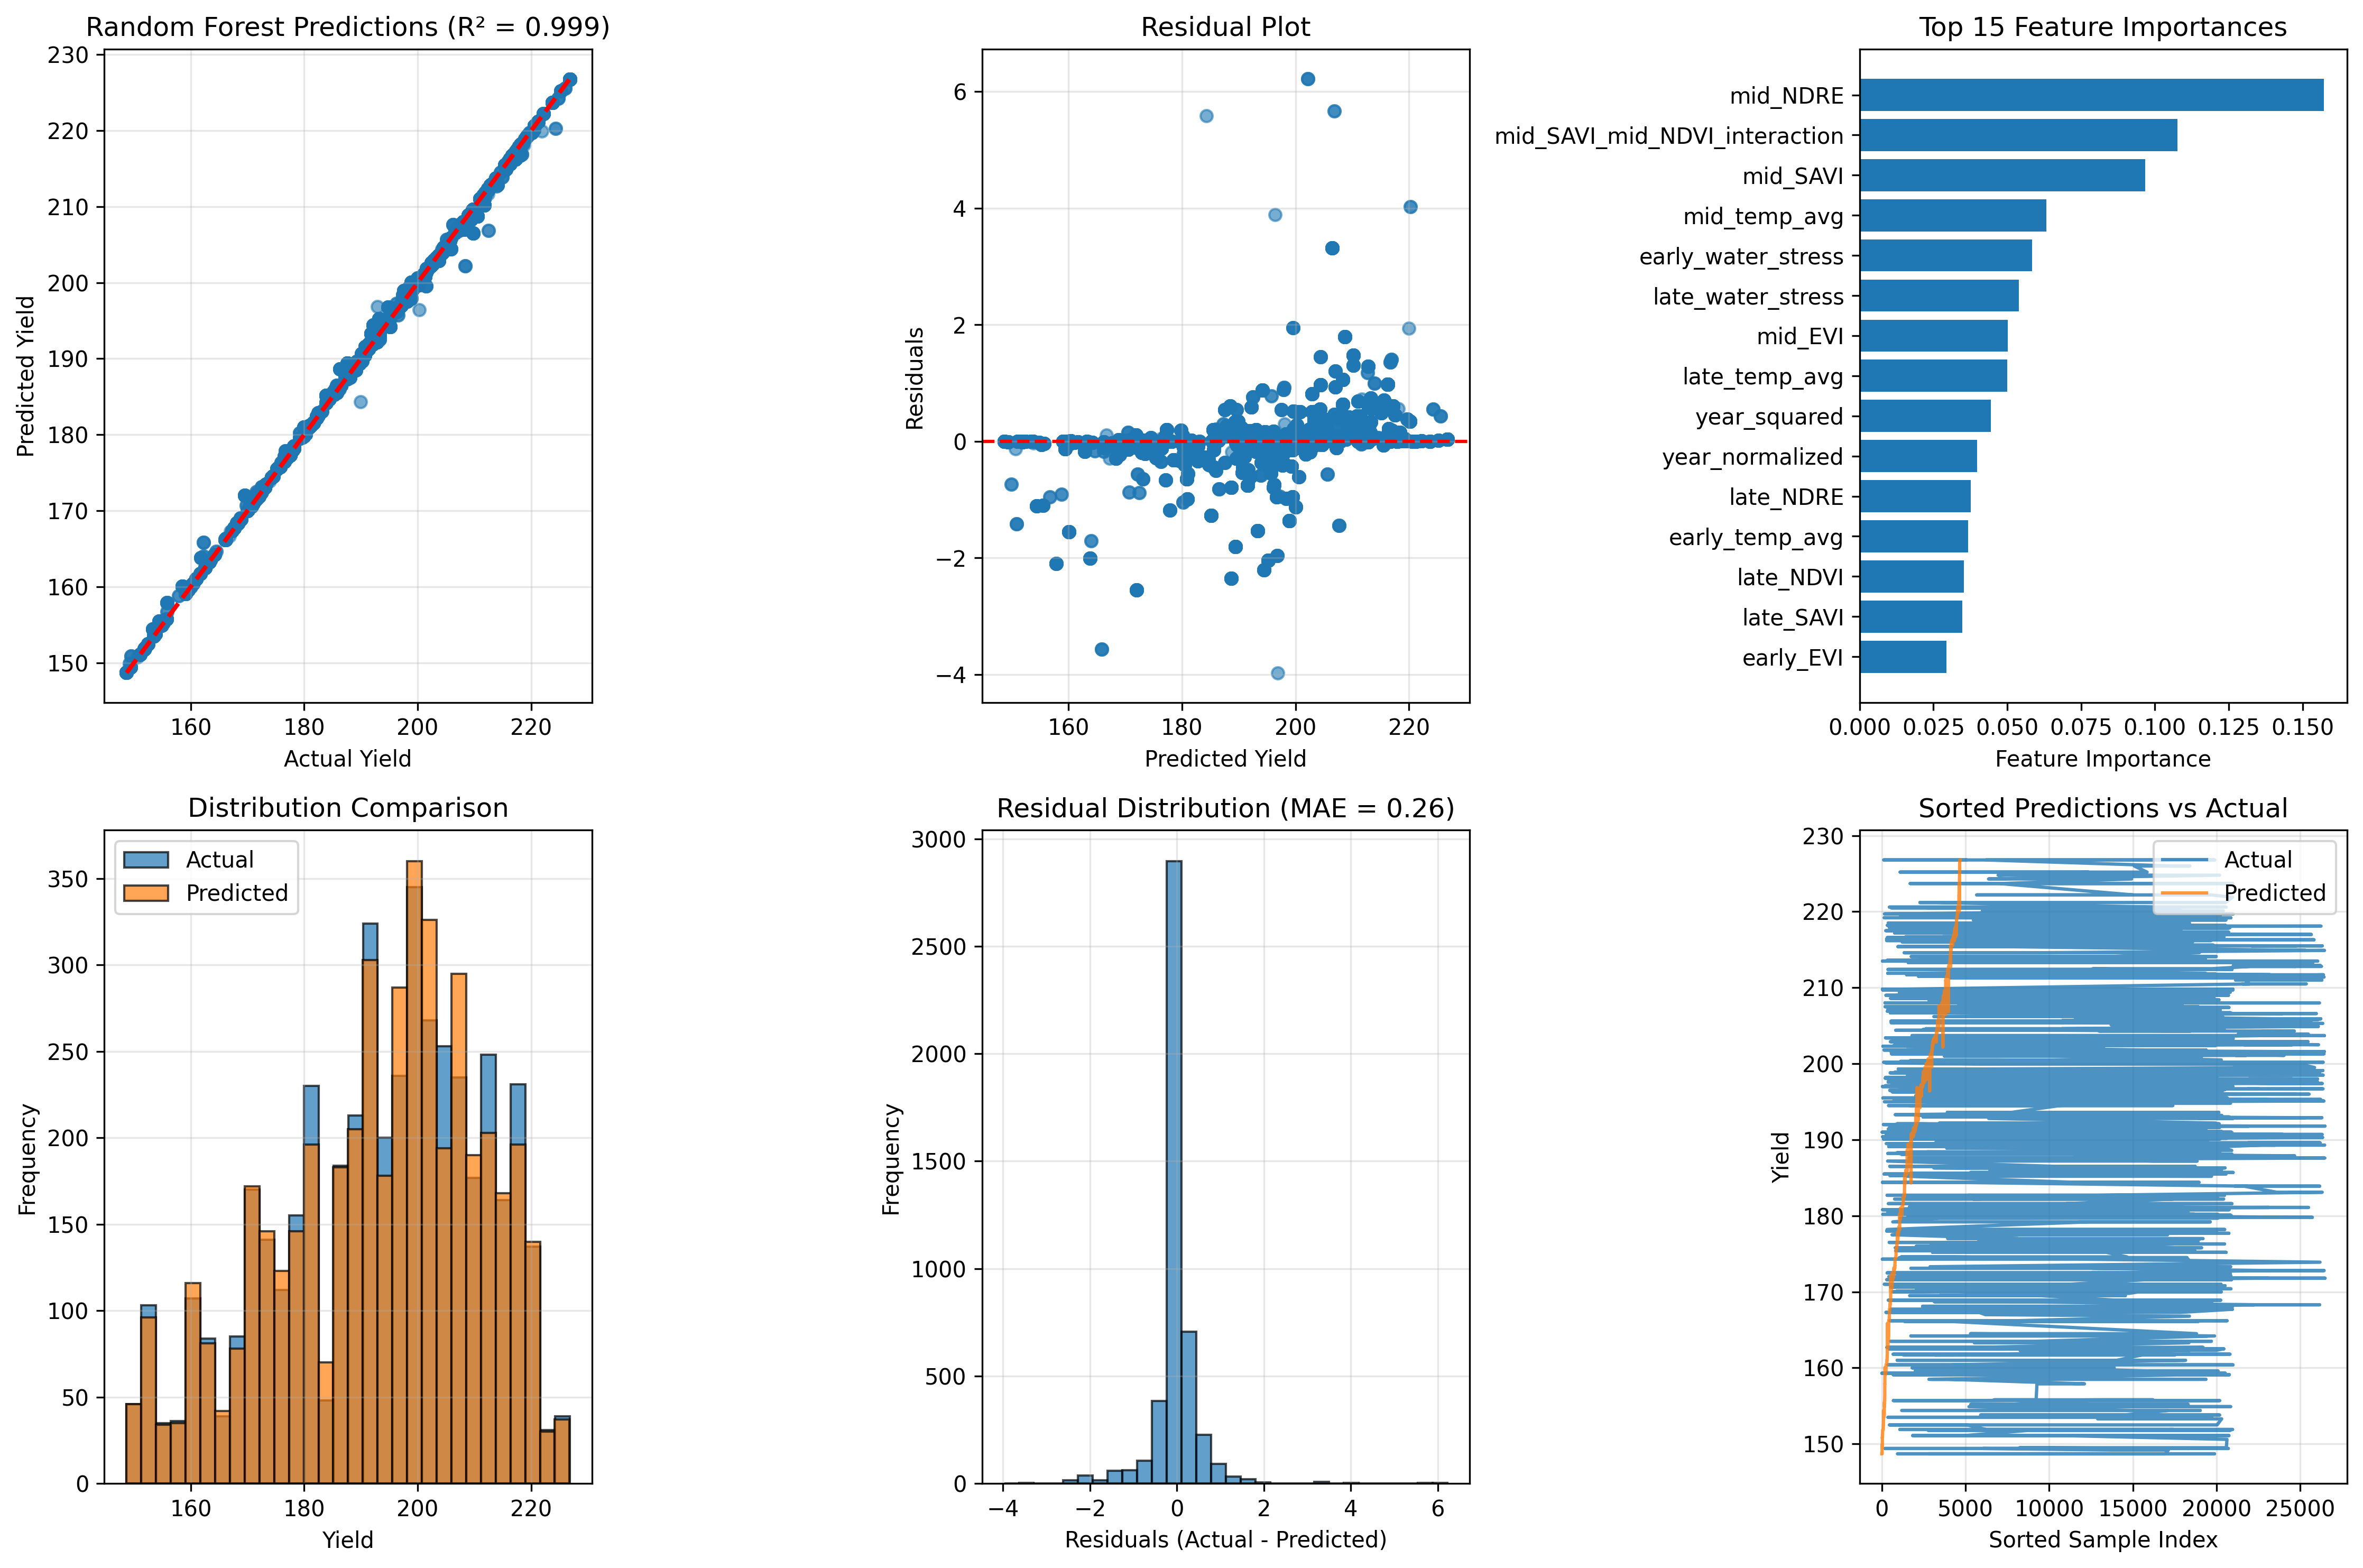 Random Forest Predictions (R² = 0.999)
230
220
210
200
190
180
170
160
150
Predicted Yield
160 180 200 220
Actual Yield
Residual Plot
6
4
2
0
−2
−4
Residuals
160 180 200 220
Predicted Yield
Top 15 Feature Importances
mid_NDRE
mid_SAVI_mid_NDVI_interaction
mid_SAVI
mid_temp_avg
early_water_stress
late_water_stress
mid_EVI
late_temp_avg
year_squared
year_normalized
late_NDRE
early_temp_avg
late_NDVI
late_SAVI
early_EVI
0.000 0.025 0.050 0.075 0.100 0.125 0.150
Feature Importance
Distribution Comparison
Actual
Predicted
350
300
250
200
150
100
50
0
Frequency
160 180 200 220
Yield
Residual Distribution (MAE = 0.26)
3000
2500
2000
1500
1000
500
0
Frequency
−4 −2 0 2 4 6
Residuals (Actual - Predicted)
Sorted Predictions vs Actual
Actual
Predicted
230
220
210
200
190
180
170
160
150
Yield
0 5000 10000 15000 20000 25000
Sorted Sample Index